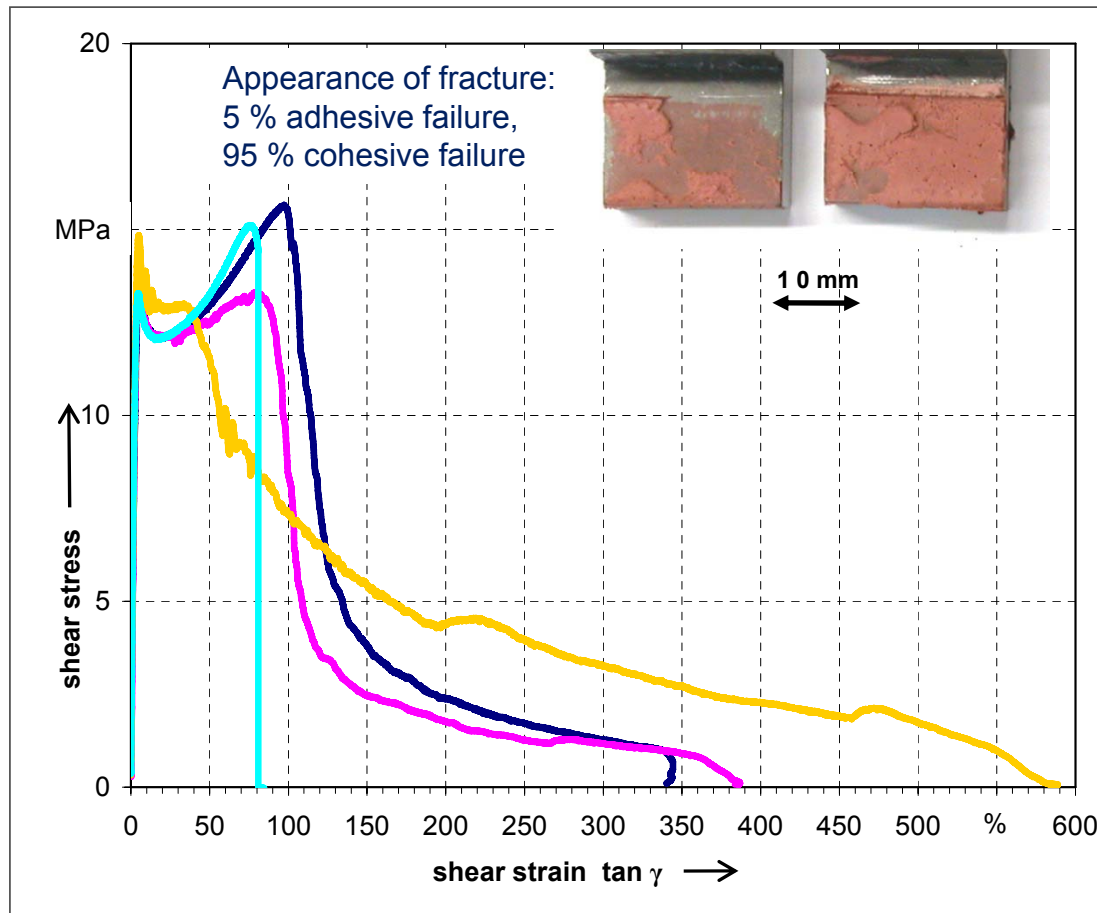 20
Appearance of fracture:
5 % adhesive failure,
95 % cohesive failure
MPa
1 0 mm
10
5
0
shear stress
0 50 100 150 200 250 300 350 400 450 500 % 600
shear strain tan γ